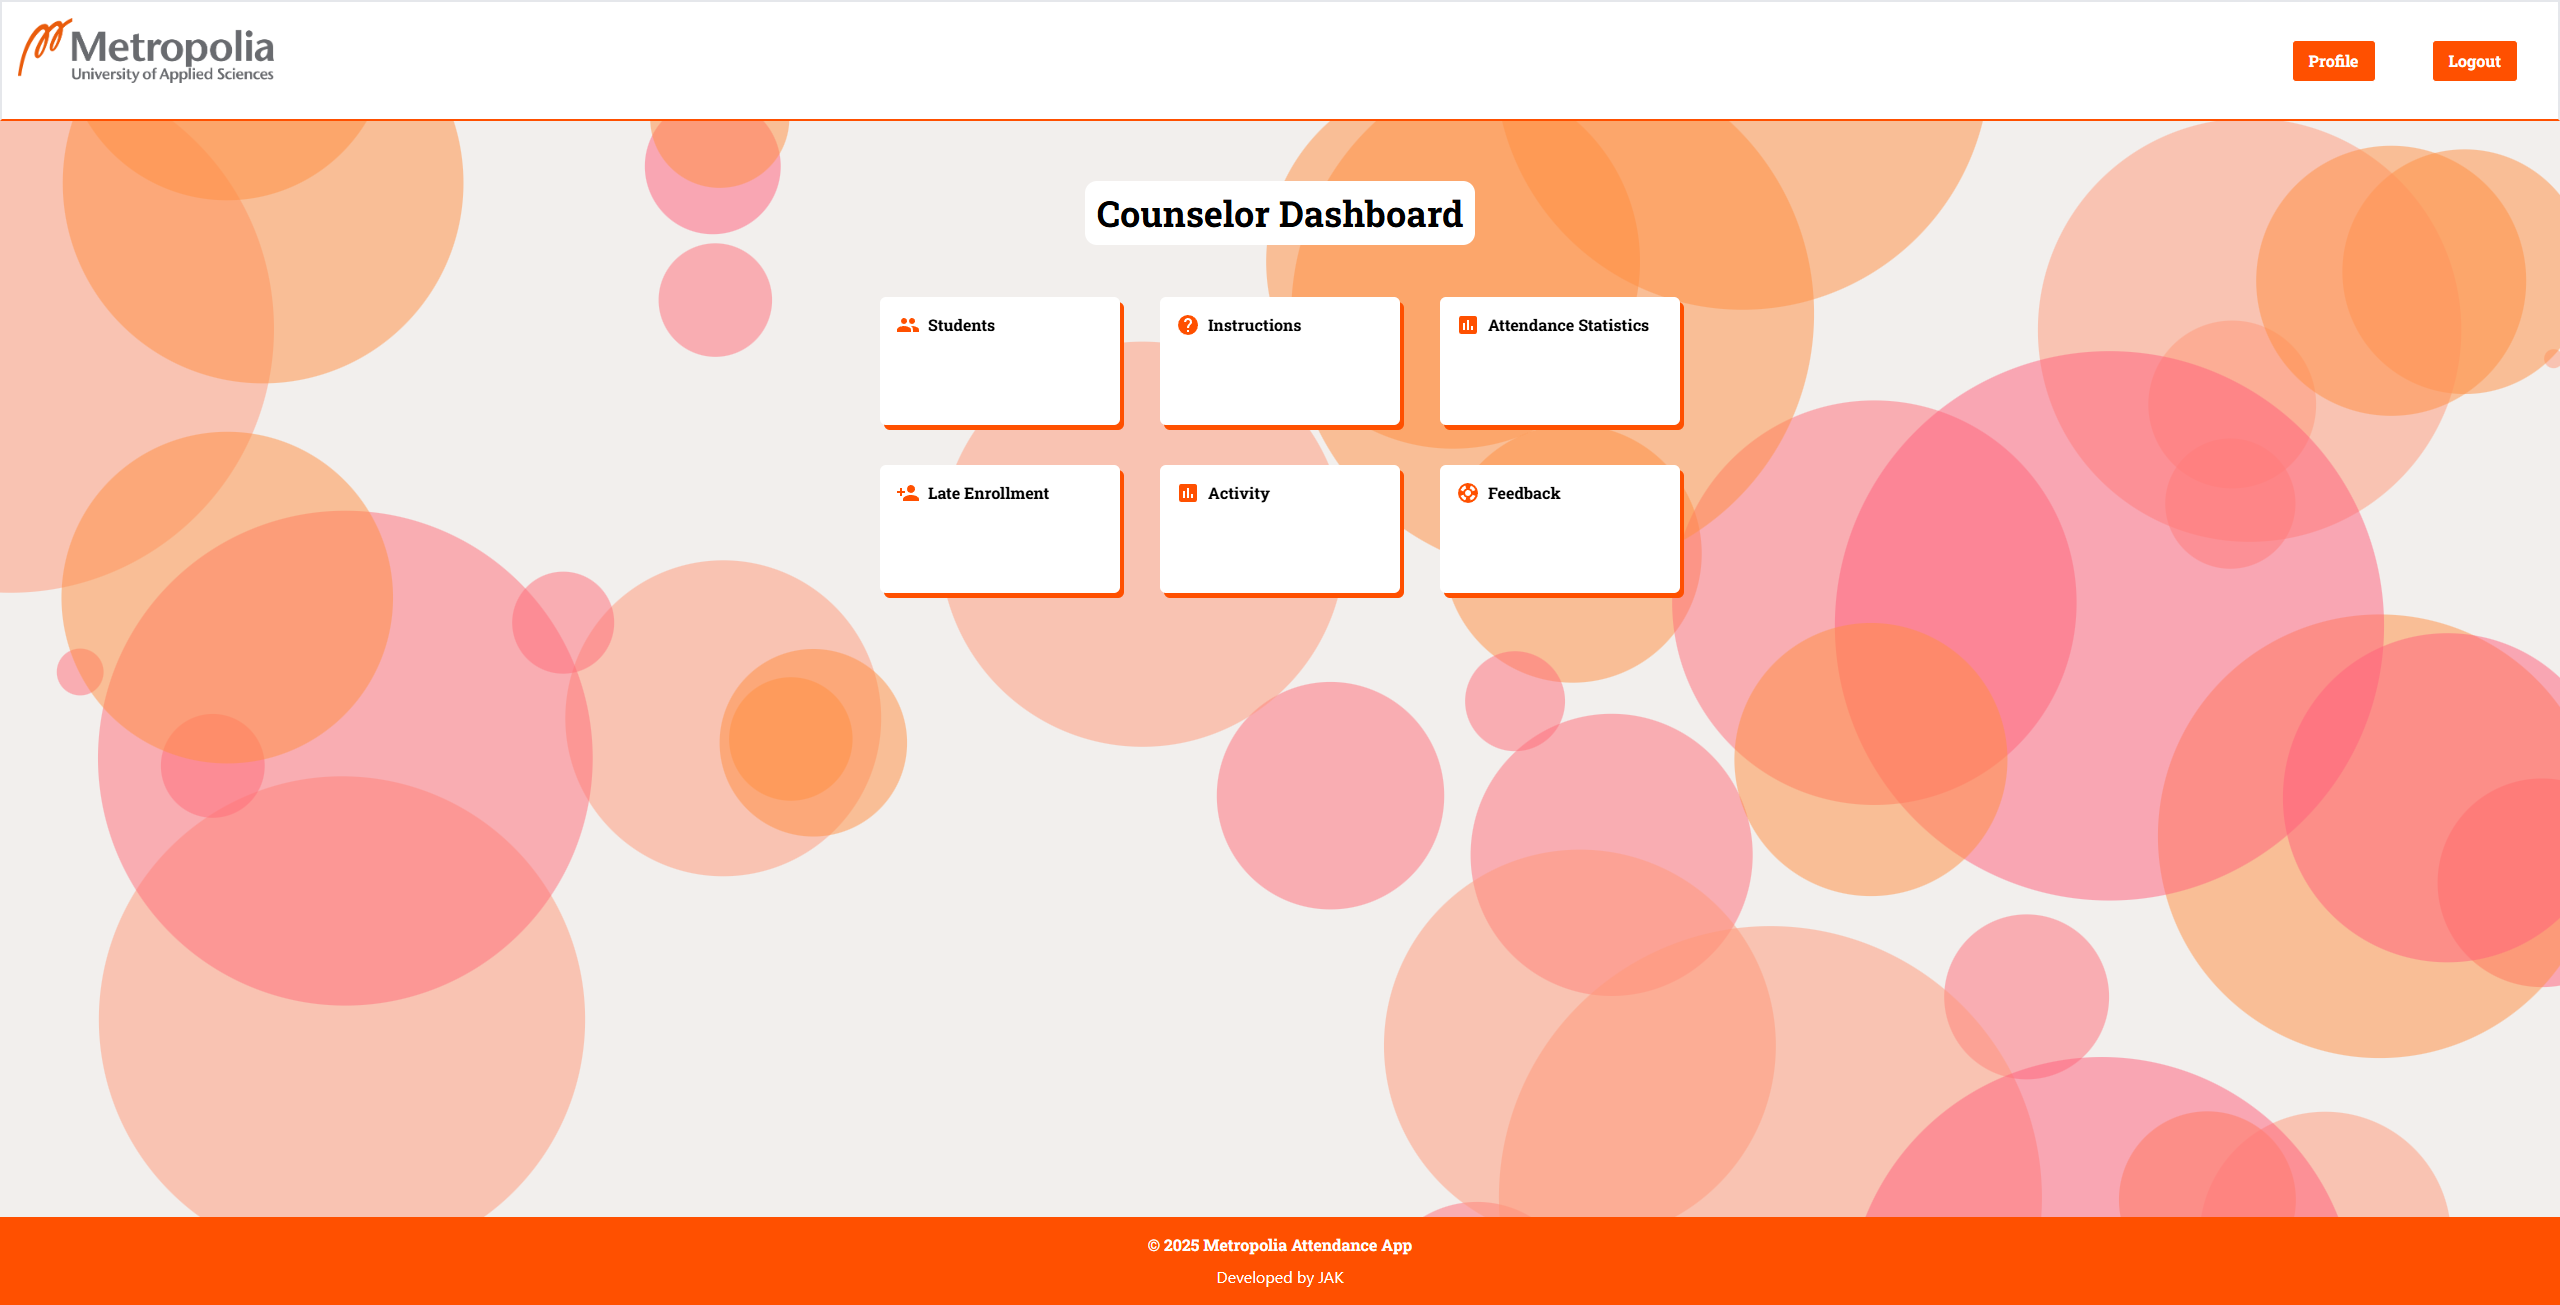 Metropolia
University of Applied Sciences
Profile
Logout
Counselor Dashboard
Students
Instructions
Attendance Statistics
Late Enrollment
Activity
Feedback
© 2025 Metropolia Attendance App
Developed by JAK